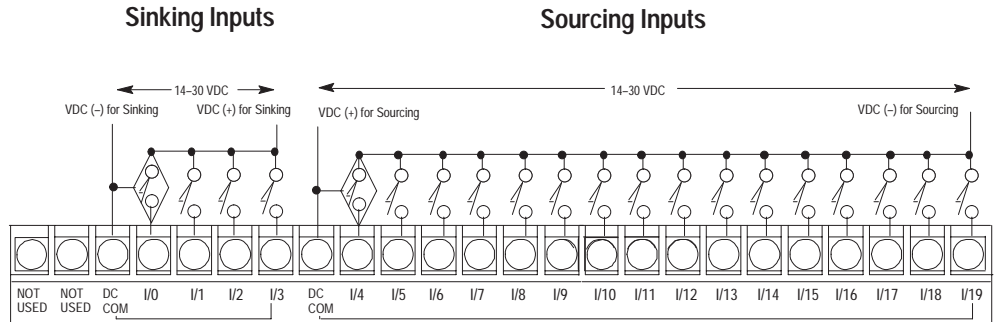 Sinking Inputs
Sourcing Inputs
14–30 VDC
14–30 VDC
VDC (–) for Sinking
VDC (+) for Sinking
VDC (+) for Sourcing
VDC (–) for Sourcing
NOT USED
NOT USED
DC COM
I/0
I/1
I/2
I/3
DC COM
I/4
I/5
I/6
I/7
I/8
I/9
I/10
I/11
I/12
I/13
I/14
I/15
I/16
I/17
I/18
I/19